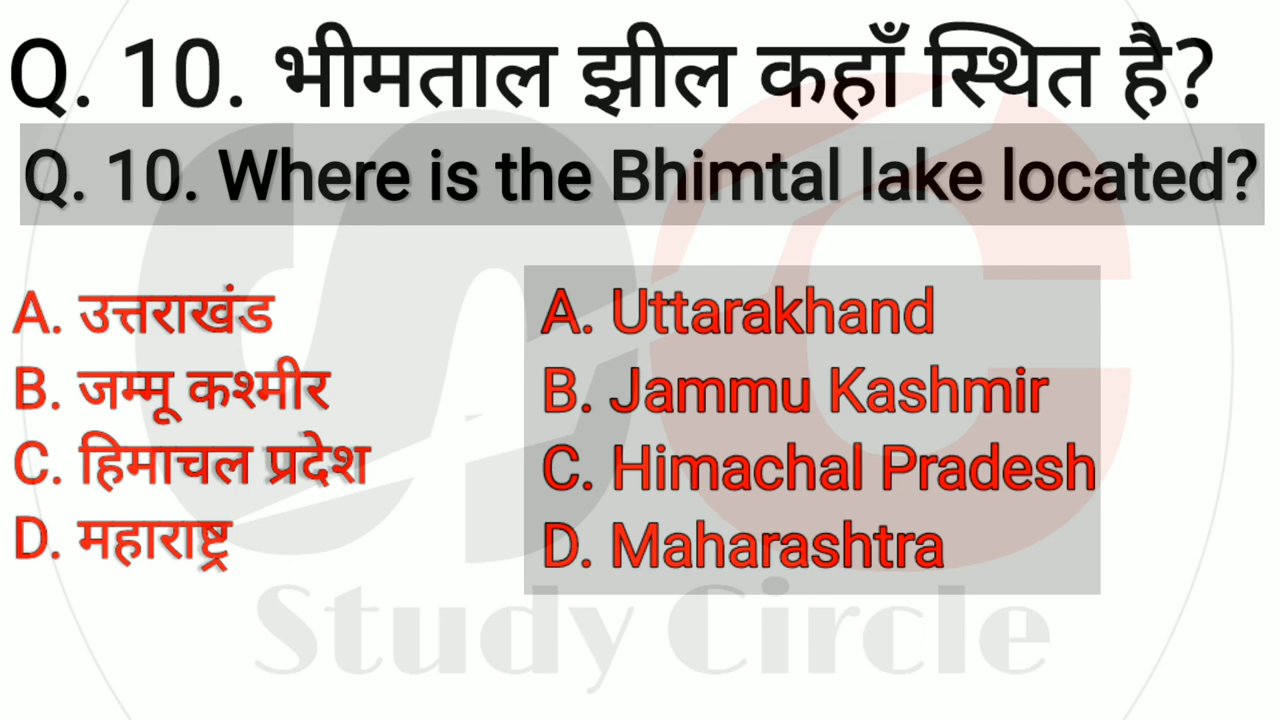 Q. 10. भीमताल झील कहाँ स्थित है?
Q. 10. Where is the Bhimtal lake located?
A. उत्तराखंड
B. जम्मू कश्मीर
C. हिमाचल प्रदेश
D. महाराष्ट्र
A. Uttarakhand
B. Jammu Kashmir
C. Himachal Pradesh
D. Maharashtra
Study Circle